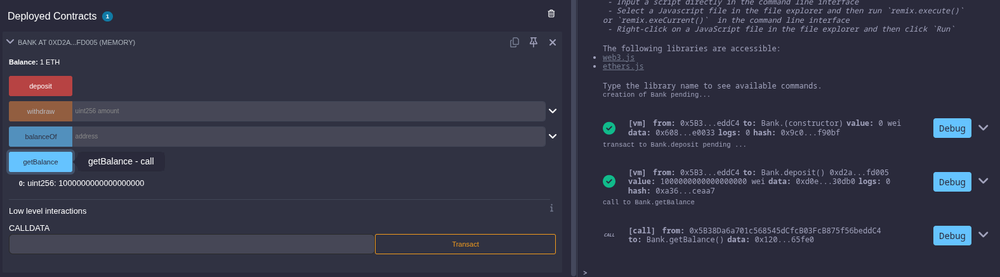 Deployed Contracts 1
BANK AT 0XD2A...FD005 (MEMORY)
Balance: 1 ETH
deposit
withdraw uint256 amount
balanceOf address
getBalance getBalance - call
0: uint256: 1000000000000000000
Low level interactions i
CALLDATA
Transact
- Input a script directly in the command line interface
- Select a Javascript file in the file explorer and then run `remix.execute()`
or `remix.exeCurrent()` in the command line interface
- Right-click on a JavaScript file in the file explorer and then click `Run`
The following libraries are accessible:
• web3.js
• ethers.js
Type the library name to see available commands.
creation of Bank pending...
[vm] from: 0x5B3...eddC4 to: Bank.(constructor) value: 0 wei
data: 0x608...e0033 logs: 0 hash: 0x9c0...f90bf
Debug
transact to Bank.deposit pending ...
[vm] from: 0x5B3...eddC4 to: Bank.deposit() 0xd2a...fd005
value: 1000000000000000000 wei data: 0xd0e...30db0 logs: 0
hash: 0xa36...ceaa7
Debug
call to Bank.getBalance
CALL
[call] from: 0x5B38Da6a701c568545dCfcB03FcB875f56beddC4
to: Bank.getBalance() data: 0x120...65fe0
Debug
>